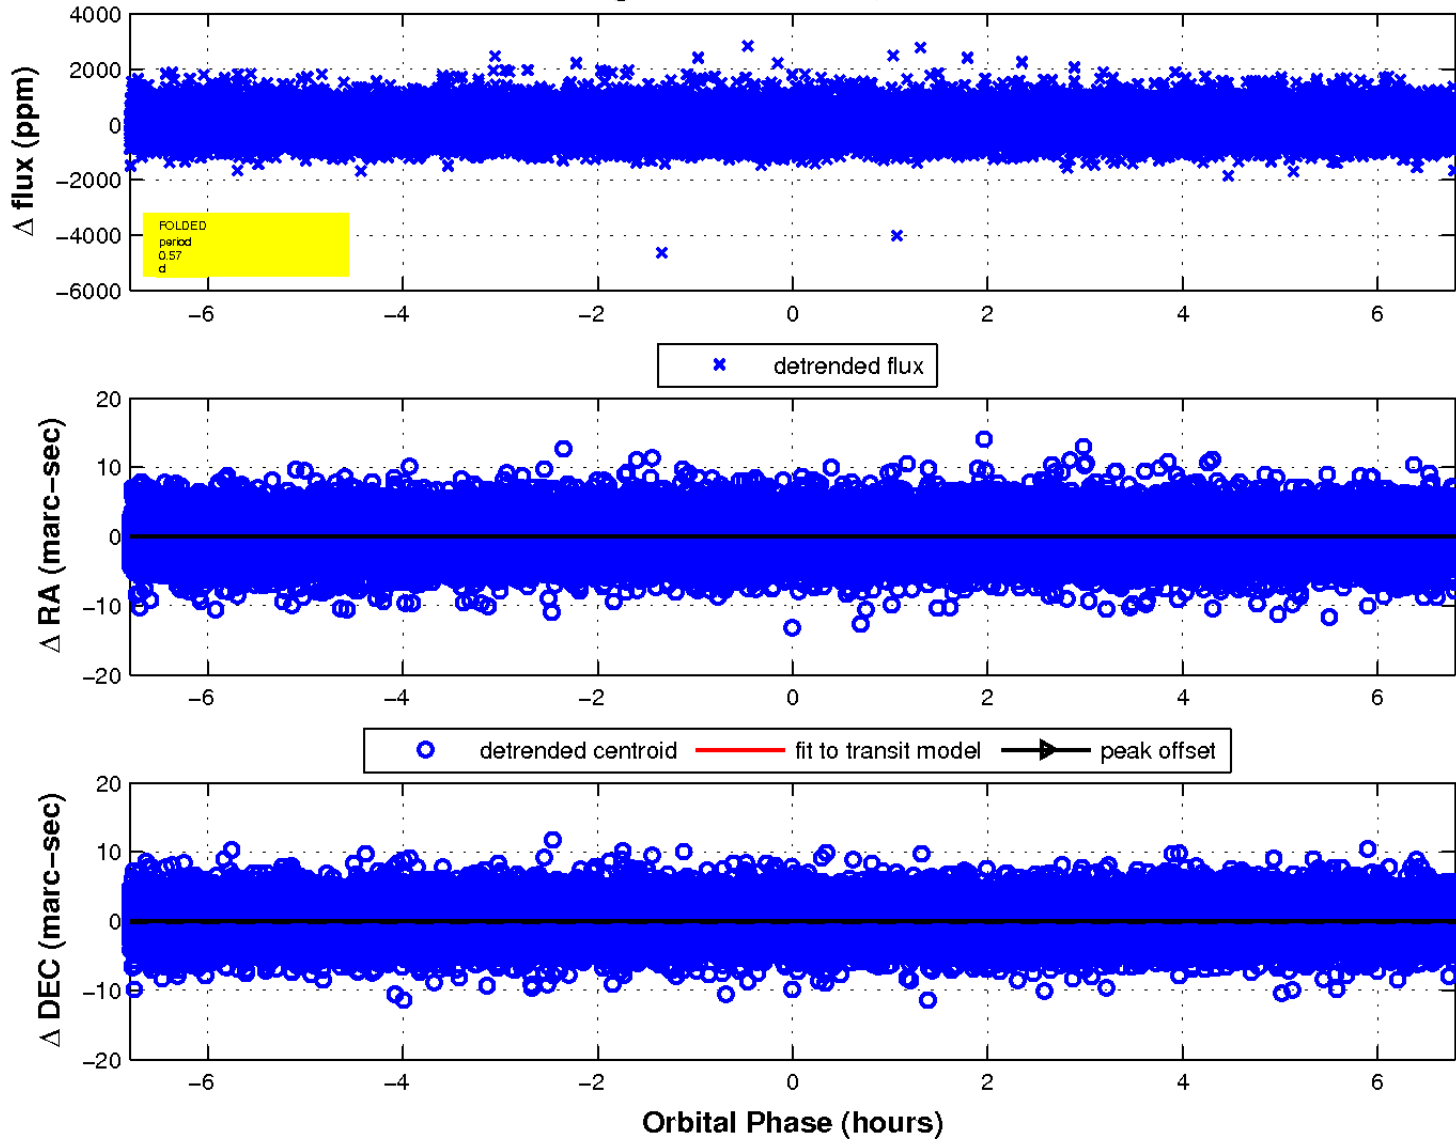 4000
2000
0
−2000
−4000
−6000
Δ flux (ppm)
FOLDED
period
0.57
d
−6 −4 −2 0 2 4 6
detrended flux
20
10
0
−10
−20
Δ RA (marc−sec)
−6 −4 −2 0 2 4 6
detrended centroid fit to transit model peak offset
20
10
0
−10
−20
Δ DEC (marc−sec)
−6 −4 −2 0 2 4 6
Orbital Phase (hours)